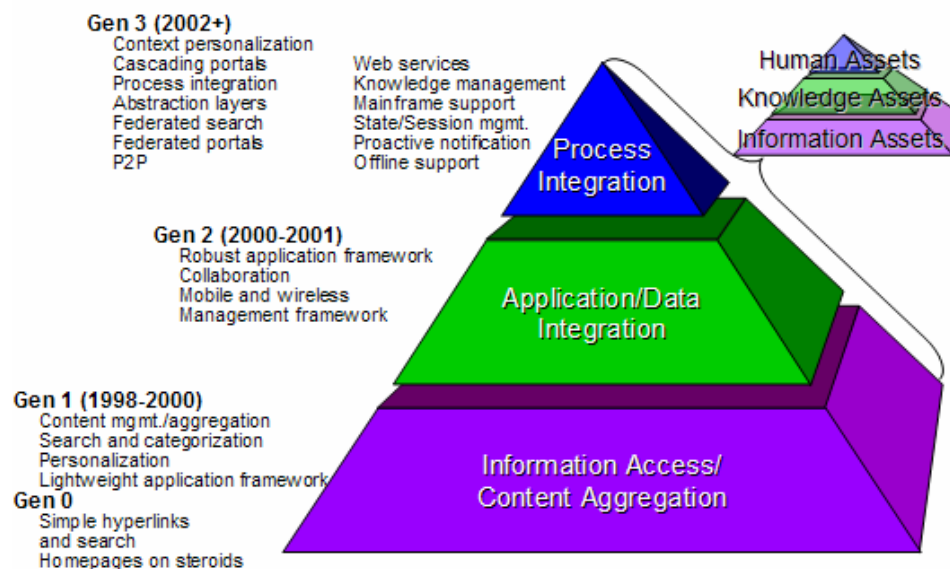 Gen 3 (2002+)
Context personalization
Cascading portals
Process integration
Abstraction layers
Federated search
Federated portals
P2P
Web services
Knowledge management
Mainframe support
State/Session mgmt.
Proactive notification
Offline support
Human Assets
Knowledge Assets
Information Assets
Process
Integration
Gen 2 (2000-2001)
Robust application framework
Collaboration
Mobile and wireless
Management framework
Application/Data
Integration
Gen 1 (1998-2000)
Content mgmt./aggregation
Search and categorization
Personalization
Lightweight application framework
Gen 0
Simple hyperlinks
and search
Homepages on steroids
Information Access/
Content Aggregation